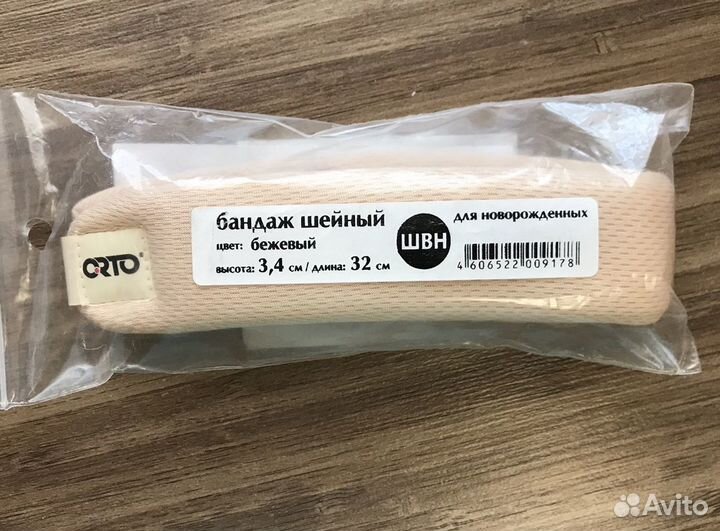 ORTO®
бандаж шейный
цвет: бежевый
высота: 3,4 см / длина: 32 см
ШВН
для новорожденных
4 606522 009178
Avito